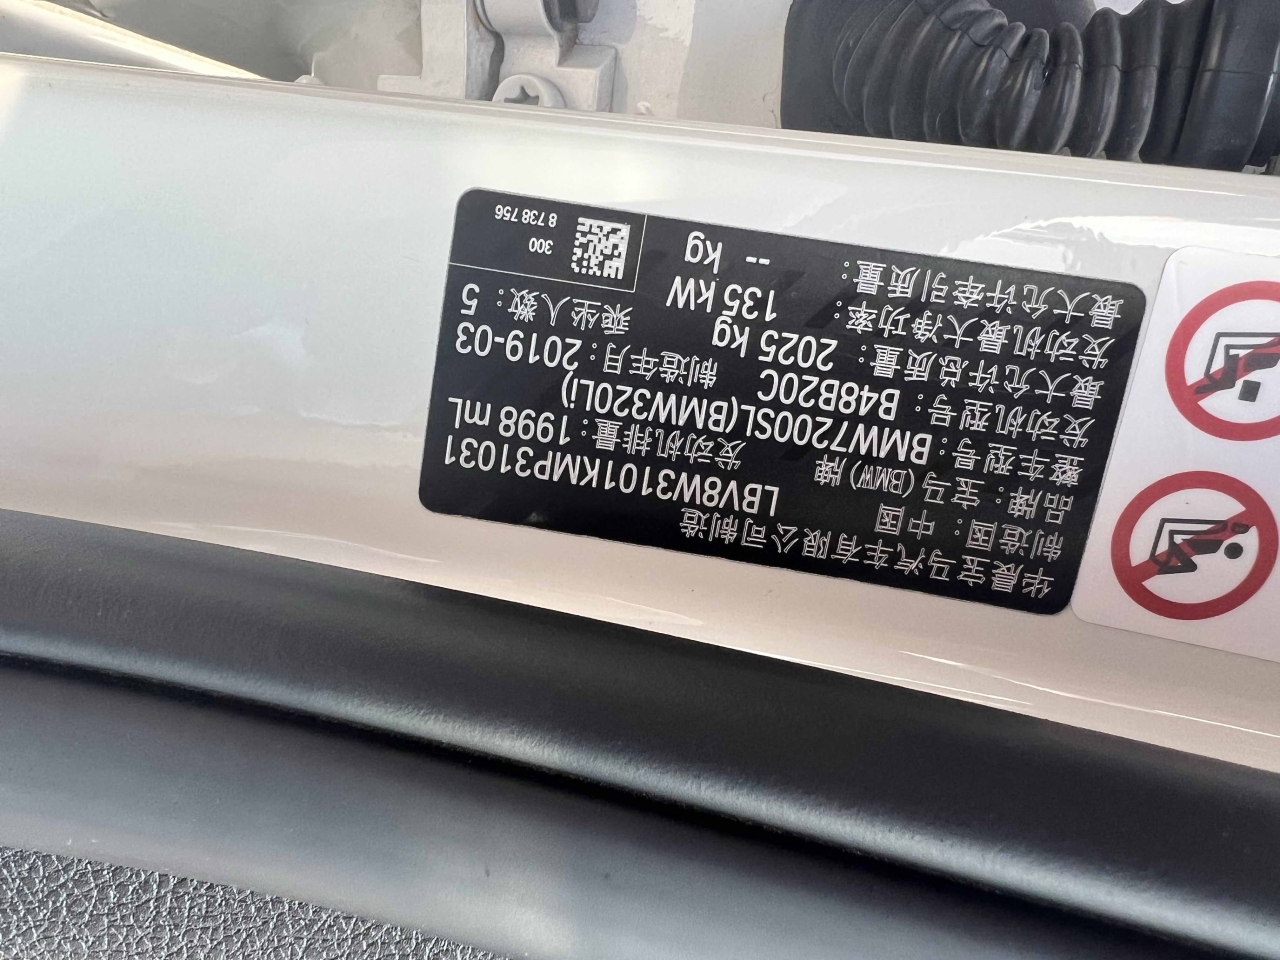 华晨宝马汽车有限公司制造
制造国：中国 LBV8W3101KMP31031
品牌：宝马(BMW)牌
整车型号：BMW7200SL(BMW320Li) 发动机排量：1998 mL
发动机型号：B48B20C
最大允许总质量：2025 kg 制造年月：2019-03
发动机最大净功率：135 kW 乘坐人数：5
最大允许牵引质量：-- kg
300
8 738 756